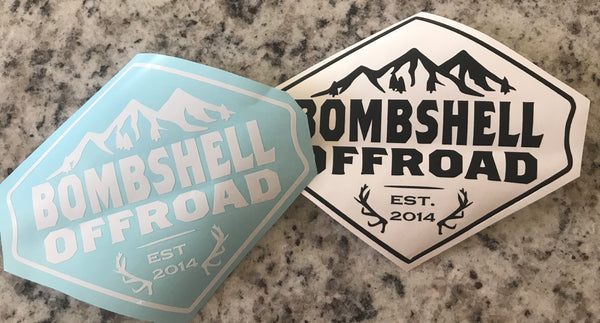 BOMBSHELL
OFFROAD
EST
2014
BOMBSHELL
OFFROAD
EST.
2014